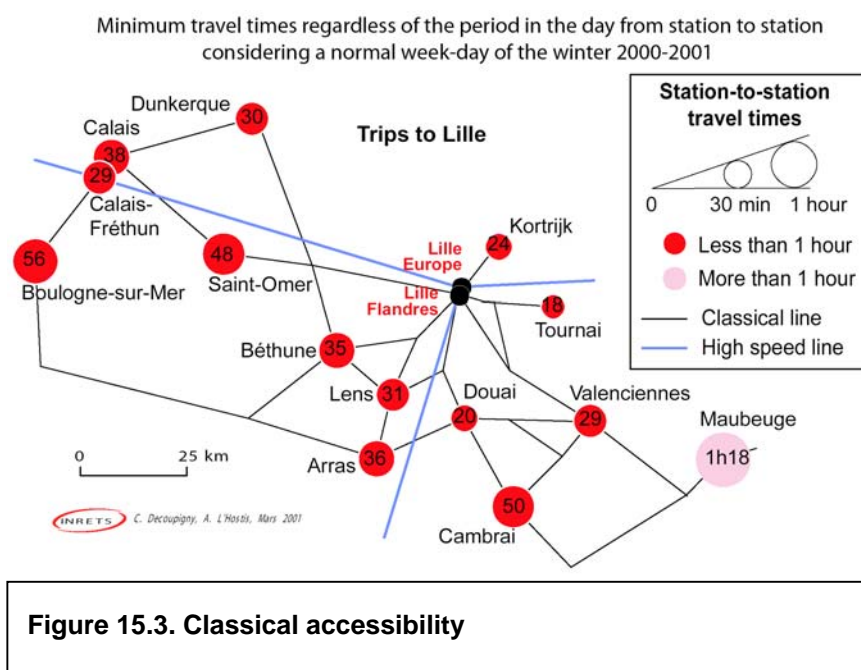 Minimum travel times regardless of the period in the day from station to station
considering a normal week-day of the winter 2000-2001
Trips to Lille
Dunkerque
30
Calais
38
29
Calais-
Fréthun
56
Boulogne-sur-Mer
48
Saint-Omer
Lille
Europe
Lille
Flandres
Kortrijk
24
18
Tournai
Béthune
35
Lens
31
Douai
20
Valenciennes
29
Maubeuge
1h18
Arras
36
50
Cambrai
0
25 km
INRETS
C. Decoupigny, A. L'Hostis, Mars 2001
Station-to-station
travel times
0 30 min 1 hour
Less than 1 hour
More than 1 hour
Classical line
High speed line
Figure 15.3. Classical accessibility